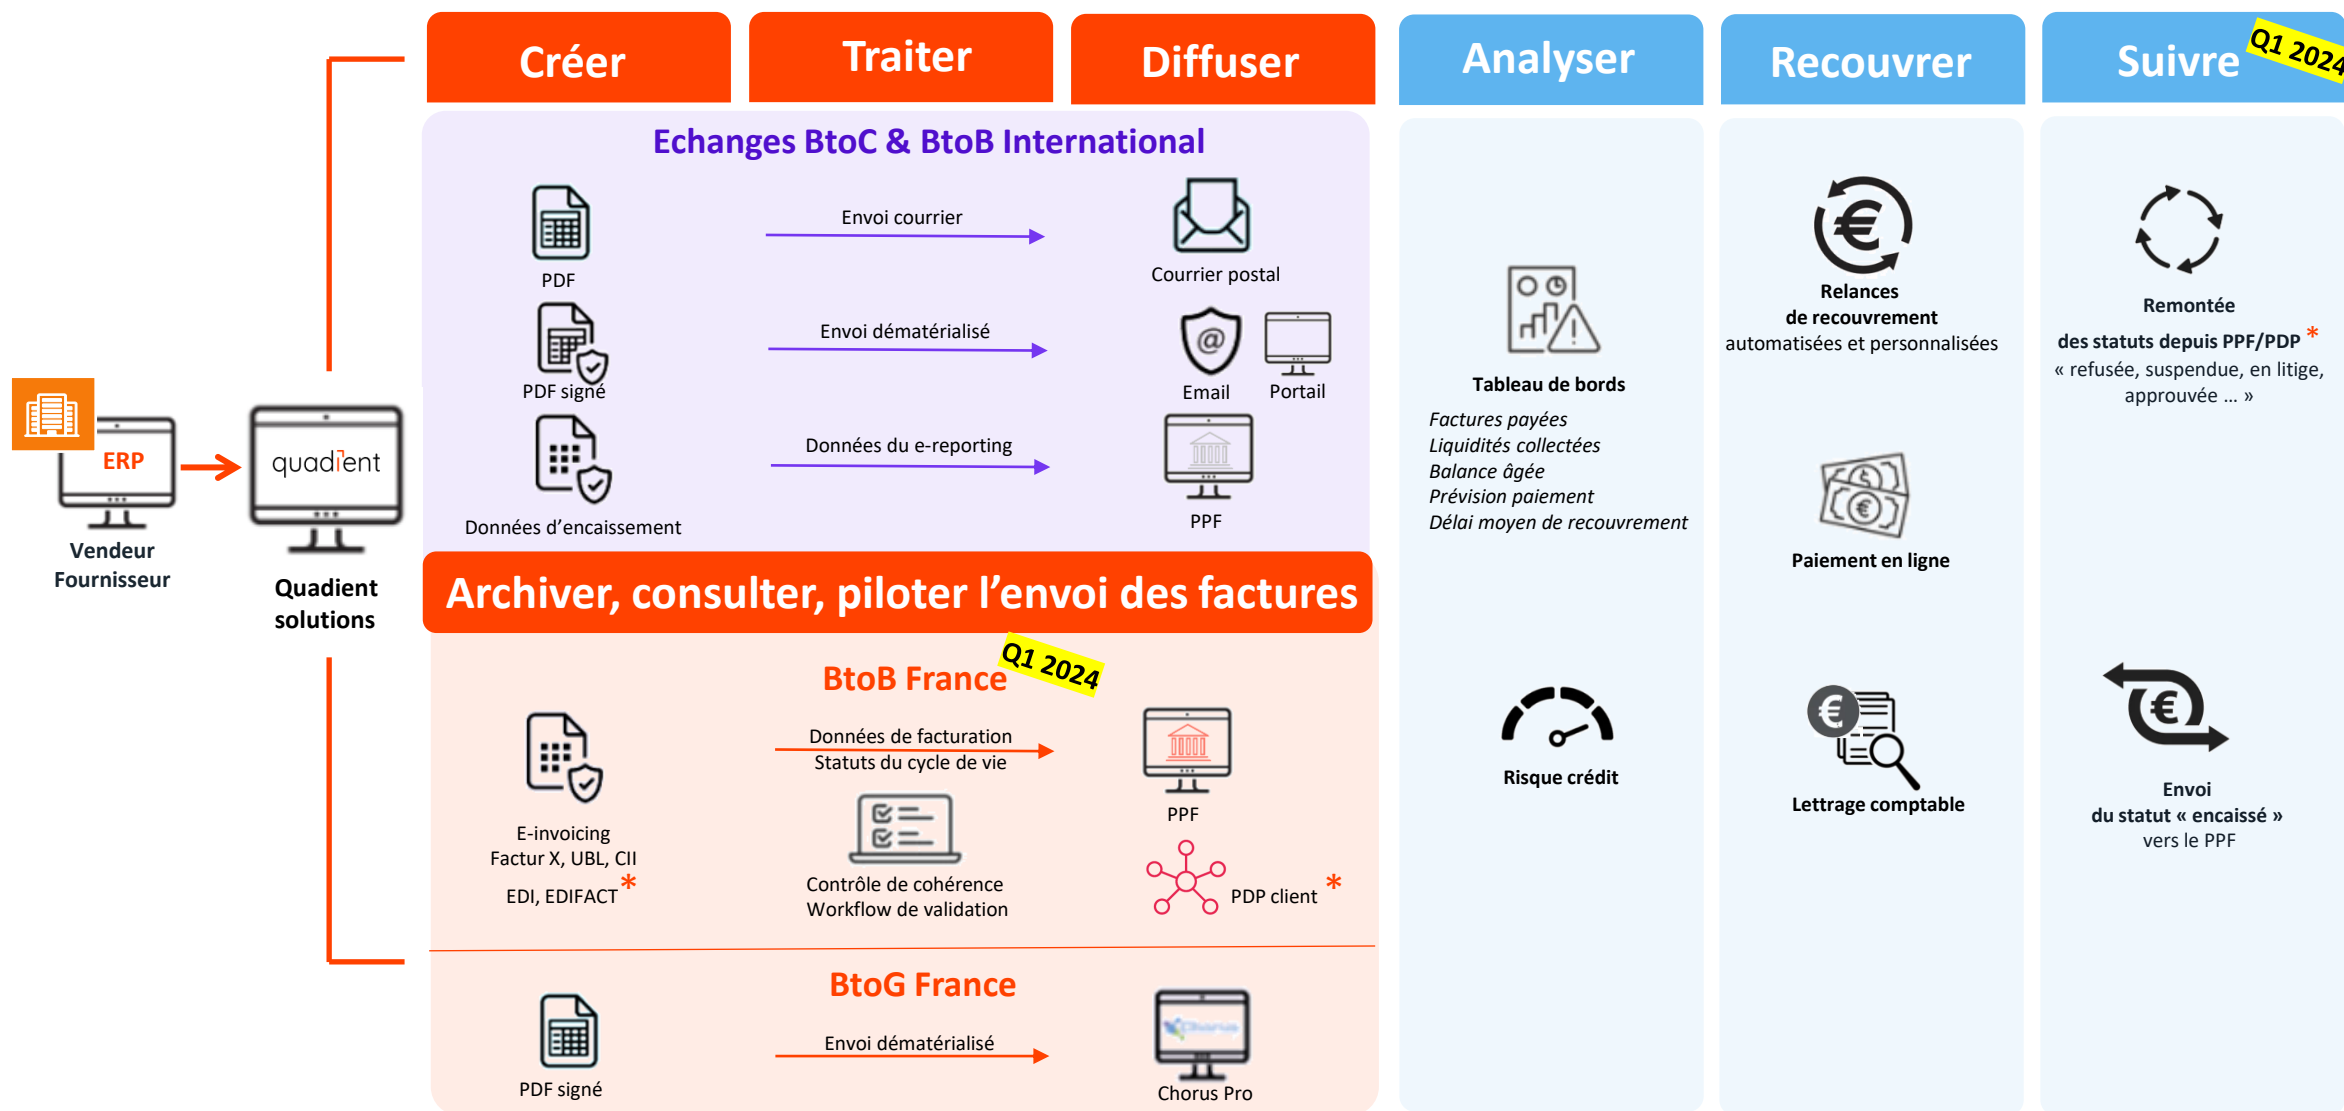 Créer
Traiter
Diffuser
Analyser
Recouvrer
Suivre
Q1 2024
Echanges BtoC & BtoB International
PDF
Envoi courrier
Courrier postal
PDF signé
Envoi dématérialisé
@
Email
Portail
Données d’encaissement
Données du e-reporting
PPF
ERP
Vendeur
Fournisseur
quadient
Quadient
solutions
Archiver, consulter, piloter l’envoi des factures
BtoB France
Q1 2024
E-invoicing
Factur X, UBL, CII
EDI, EDIFACT *
Données de facturation
Statuts du cycle de vie
Contrôle de cohérence
Workflow de validation
PPF
PDP client *
BtoG France
PDF signé
Envoi dématérialisé
Chorus
Chorus Pro
Tableau de bords
Factures payées
Liquidités collectées
Balance âgée
Prévision paiement
Délai moyen de recouvrement
Risque crédit
€
Relances
de recouvrement
automatisées et personnalisées
$
€
Paiement en ligne
€
Lettrage comptable
Remontée
des statuts depuis PPF/PDP *
« refusée, suspendue, en litige,
approuvée ... »
€
Envoi
du statut « encaissé »
vers le PPF